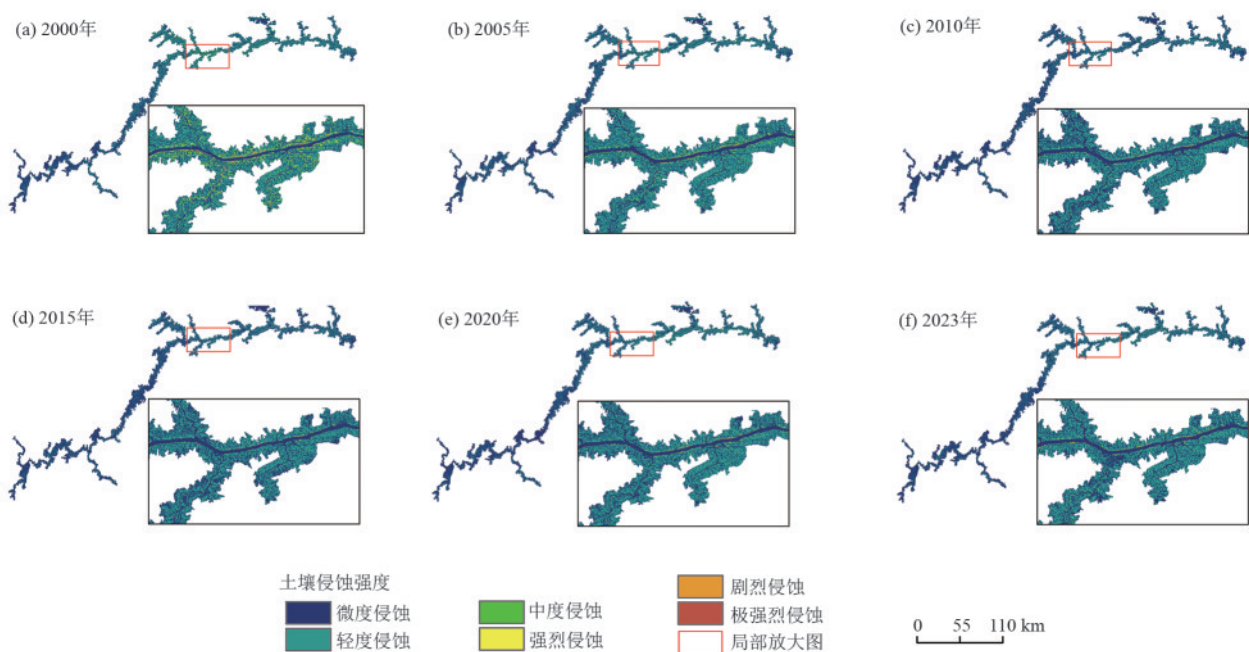 (a) 2000年
(b) 2005年
(c) 2010年
(d) 2015年
(e) 2020年
(f) 2023年
土壤侵蚀强度
微度侵蚀
轻度侵蚀
中度侵蚀
强烈侵蚀
剧烈侵蚀
极强烈侵蚀
局部放大图
0 55 110 km